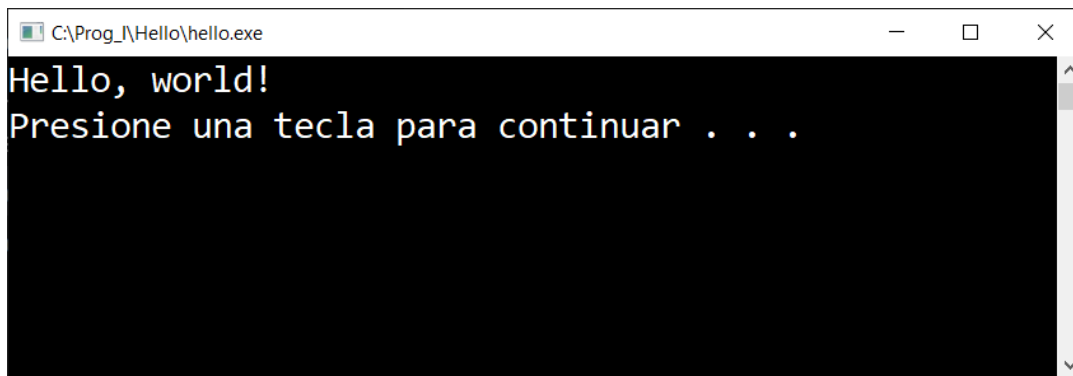 C:\Prog_I\Hello\hello.exe
Hello, world!
Presione una tecla para continuar . . .